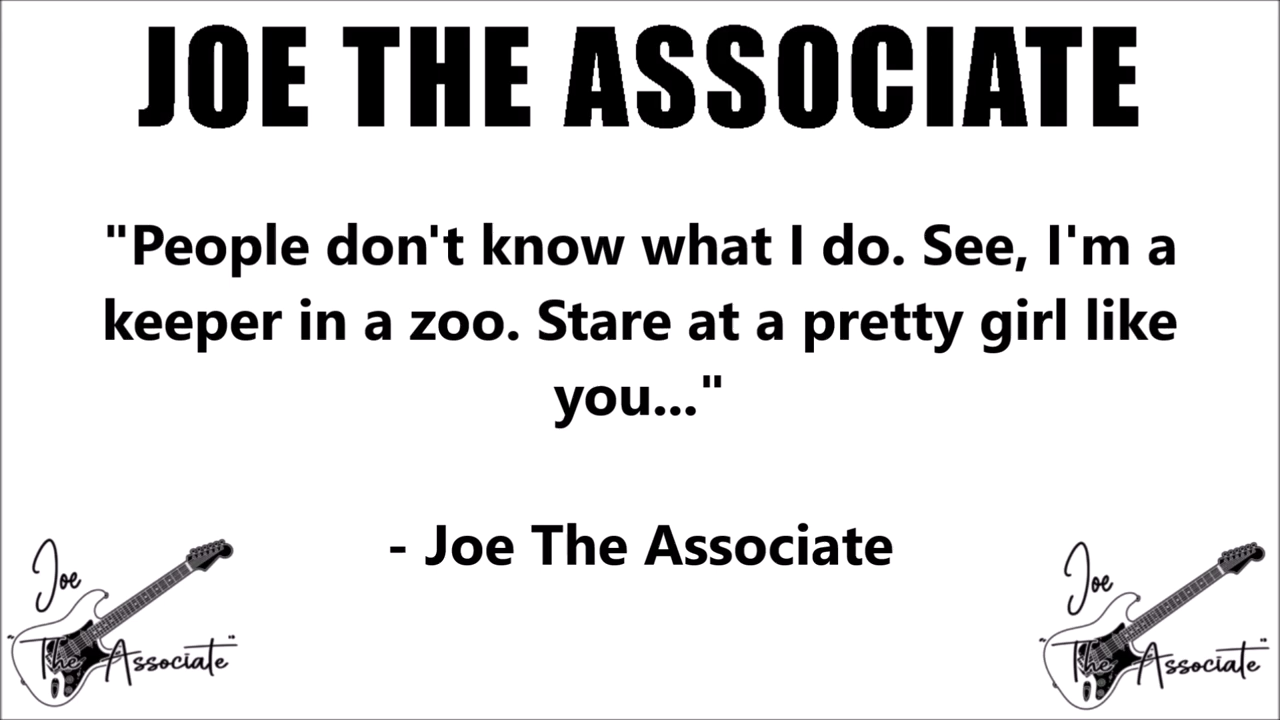 JOE THE ASSOCIATE
"People don't know what I do. See, I'm a
keeper in a zoo. Stare at a pretty girl like
you..."
- Joe The Associate
Joe
"The Associate"
Joe
"The Associate"